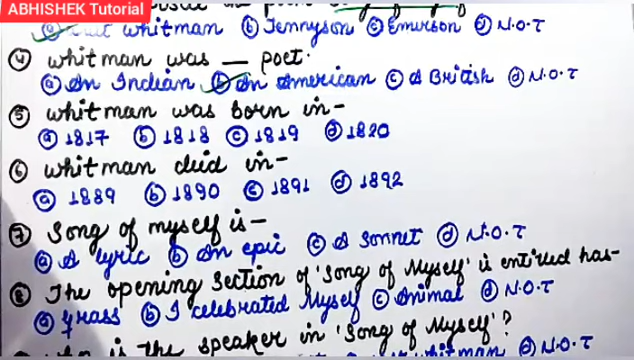 ABHISHEK Tutorial
whitman (b) Tennyson (c) Emerson (d) N.O.T
(4) whitman was _ poet.
(a) An Indian (b) An American (c) A British (d) N.O.T
(5) whitman was born in-
(a) 1817 (b) 1818 (c) 1819 (d) 1820
(6) whitman died in-
(a) 1889 (b) 1890 (c) 1891 (d) 1892
(7) Song of myself is-
(a) A lyric (b) An epic (c) A Sonnet (d) N.O.T
(8) The opening section of 'Song of Myself' is entitled has-
(a) grass (b) I celebrated Myself (c) Animal (d) N.O.T
is the speaker in 'Song of Myself'?
whitman (d) N.O.T